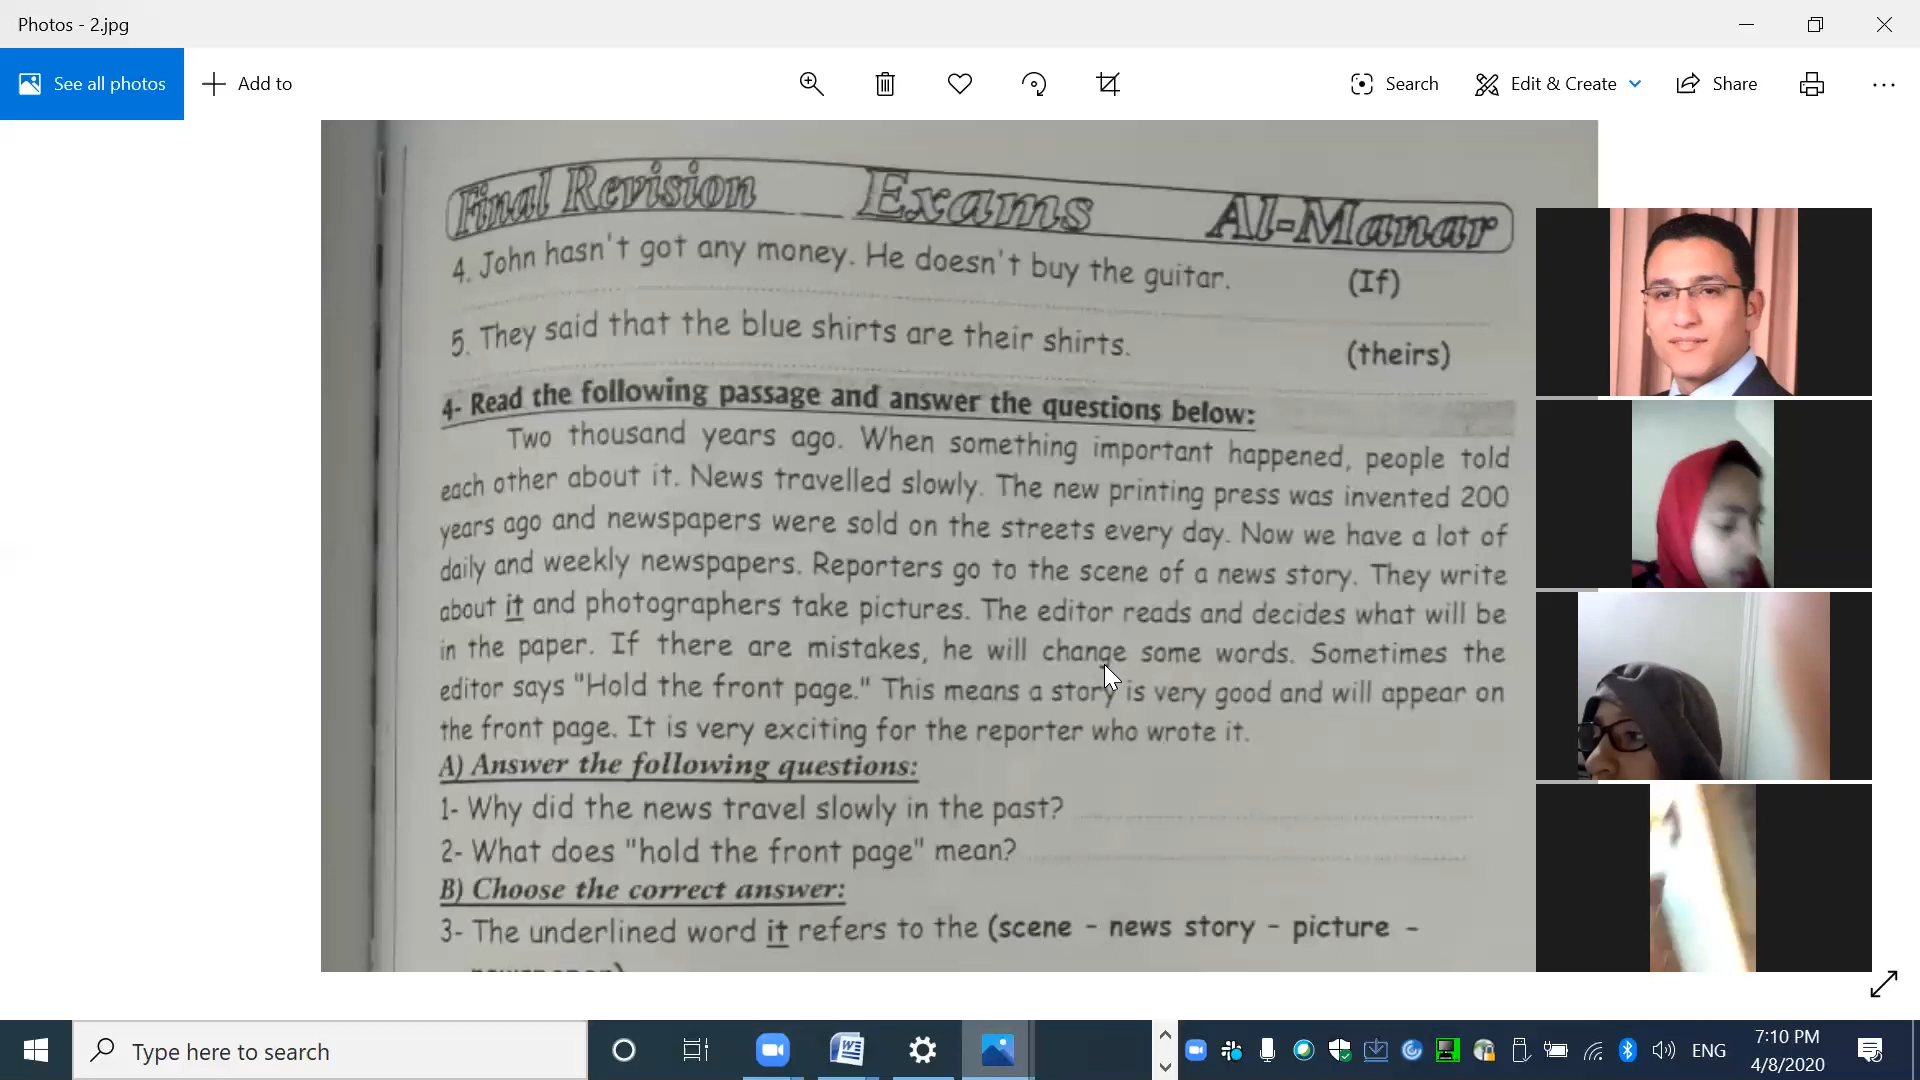 Photos - 2.jpg
See all photos
Add to
Search
Edit & Create
Share
Final Revision Exams Al-Manar
4. John hasn't got any money. He doesn't buy the guitar. (If)
5. They said that the blue shirts are their shirts. (theirs)
4- Read the following passage and answer the questions below:
Two thousand years ago. When something important happened, people told
each other about it. News travelled slowly. The new printing press was invented 200
years ago and newspapers were sold on the streets every day. Now we have a lot of
daily and weekly newspapers. Reporters go to the scene of a news story. They write
about it and photographers take pictures. The editor reads and decides what will be
in the paper. If there are mistakes, he will change some words. Sometimes the
editor says "Hold the front page." This means a story is very good and will appear on
the front page. It is very exciting for the reporter who wrote it.
A) Answer the following questions:
1- Why did the news travel slowly in the past?
2- What does "hold the front page" mean?
B) Choose the correct answer:
3- The underlined word it refers to the (scene - news story - picture -
Type here to search
ENG
7:10 PM
4/8/2020